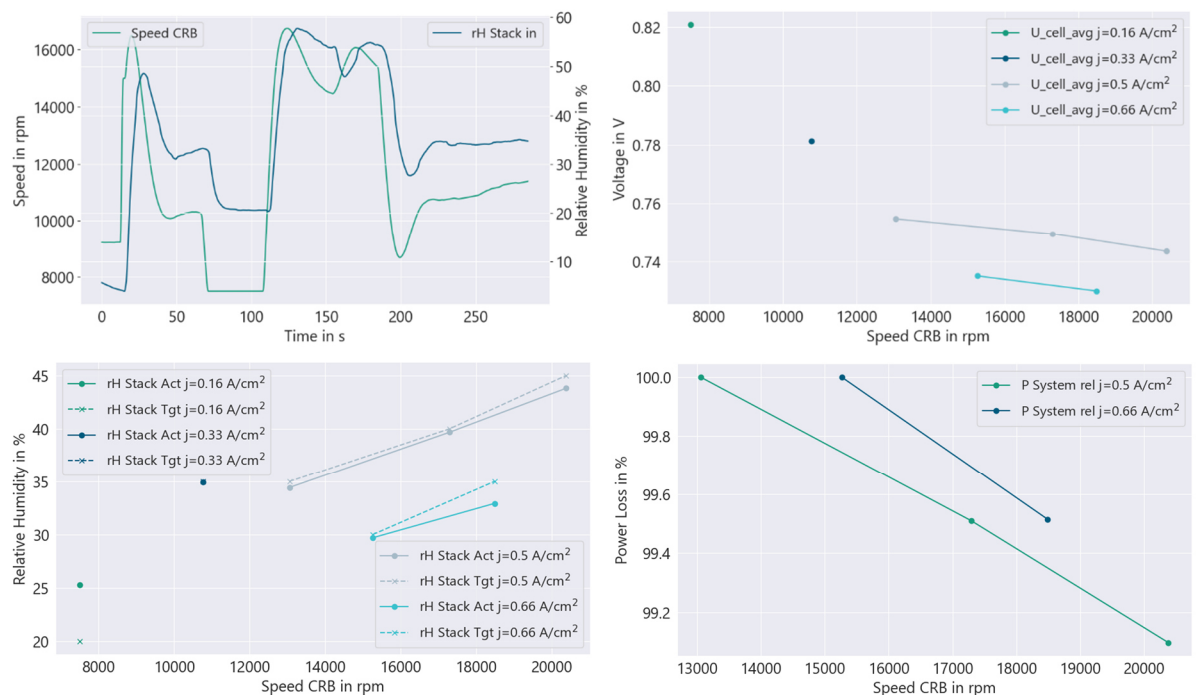 Speed CRB
rH Stack in
Speed in rpm
16000
14000
12000
10000
8000
60
50
40
30
20
10
Relative Humidity in %
0
50
100
150
200
250
Time in s
U_cell_avg j=0.16 A/cm²
U_cell_avg j=0.33 A/cm²
U_cell_avg j=0.5 A/cm²
U_cell_avg j=0.66 A/cm²
Voltage in V
0.82
0.80
0.78
0.76
0.74
8000
10000
12000
14000
16000
18000
20000
Speed CRB in rpm
rH Stack Act j=0.16 A/cm²
rH Stack Tgt j=0.16 A/cm²
rH Stack Act j=0.33 A/cm²
rH Stack Tgt j=0.33 A/cm²
Relative Humidity in %
45
40
35
30
25
20
rH Stack Act j=0.5 A/cm²
rH Stack Tgt j=0.5 A/cm²
rH Stack Act j=0.66 A/cm²
rH Stack Tgt j=0.66 A/cm²
8000
10000
12000
14000
16000
18000
20000
Speed CRB in rpm
P System rel j=0.5 A/cm²
P System rel j=0.66 A/cm²
Power Loss in %
100.0
99.8
99.6
99.4
99.2
13000
14000
15000
16000
17000
18000
19000
20000
Speed CRB in rpm